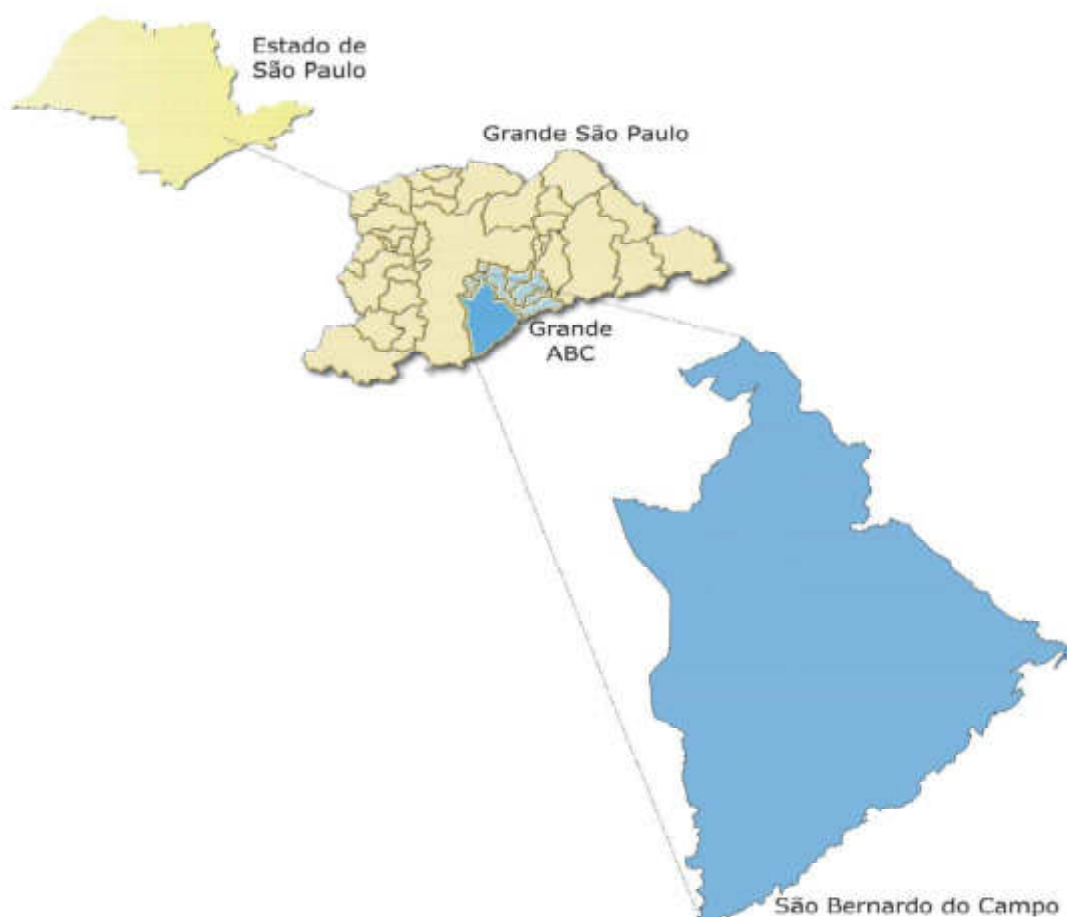 Estado de
São Paulo
Grande São Paulo
Grande
ABC
São Bernardo do Campo